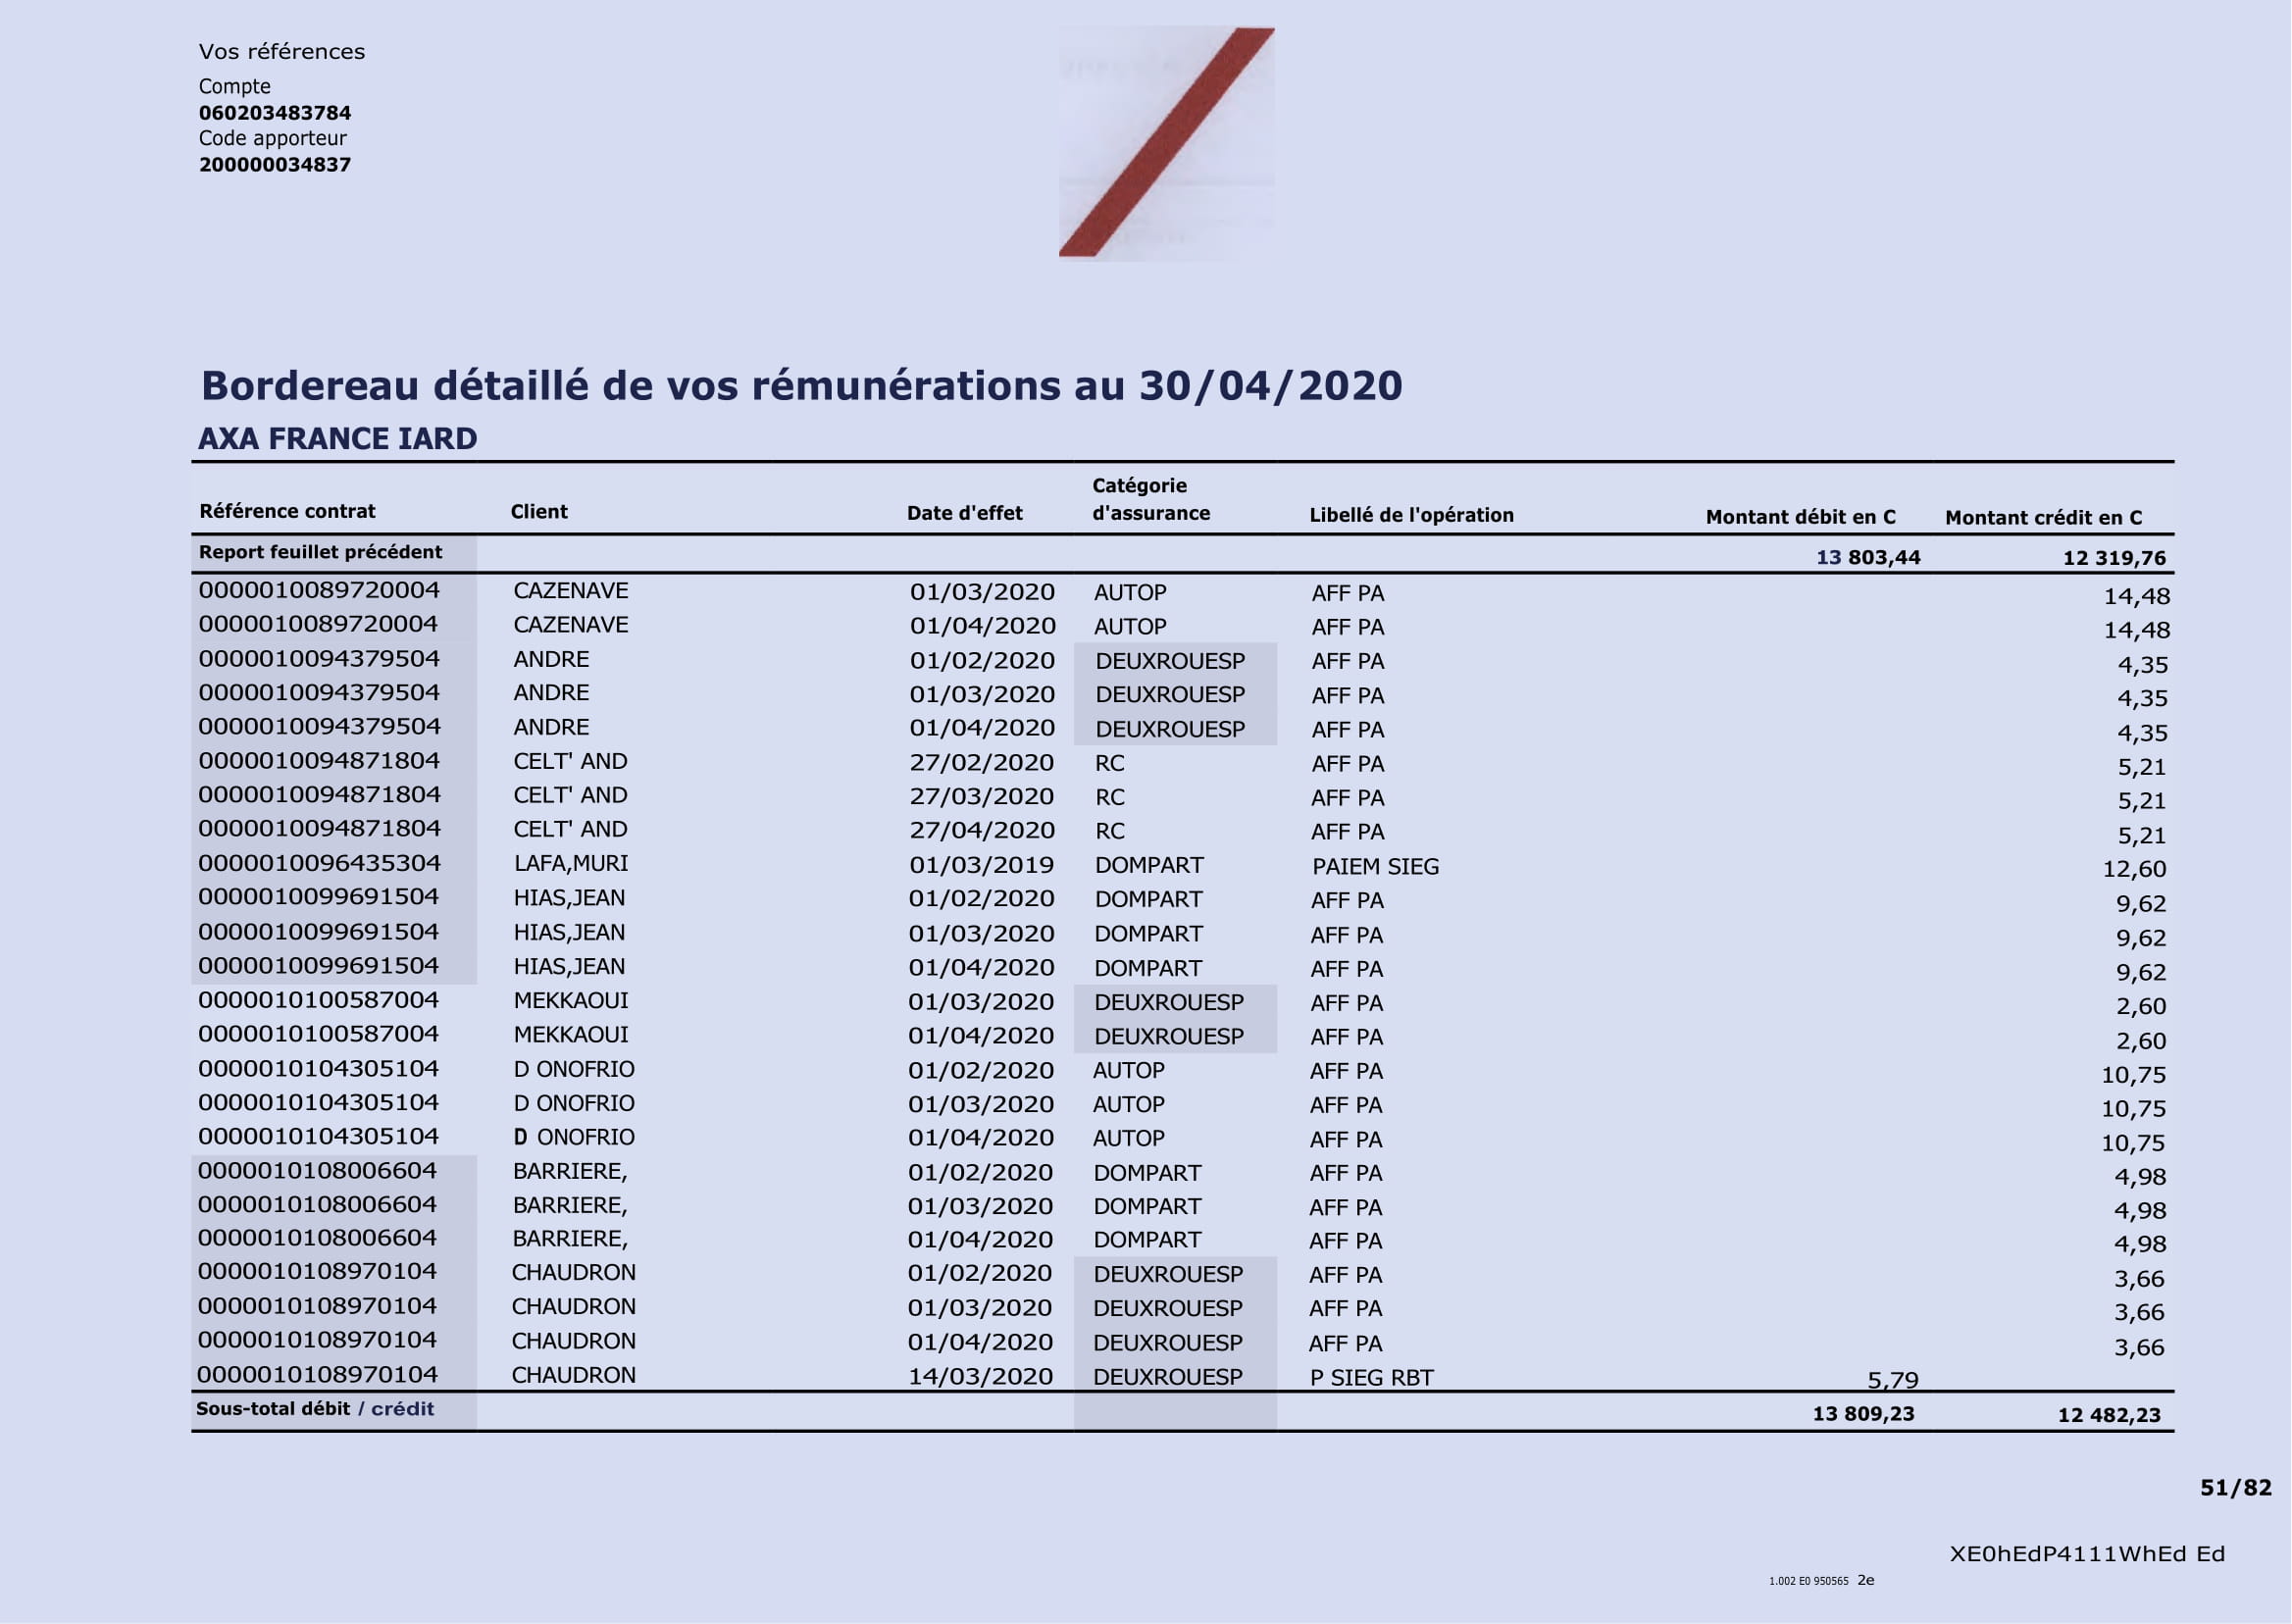 Vos références
Compte
060203483784
Code apporteur
200000034837
Bordereau détaillé de vos rémunérations au 30/04/2020
AXA FRANCE IARD
Référence contrat Client Date d'effet Catégorie d'assurance Libellé de l'opération Montant débit en C Montant crédit en C
Report feuillet précédent 13 803,44 12 319,76
0000010089720004 CAZENAVE 01/03/2020 AUTOP AFF PA 14,48
0000010089720004 CAZENAVE 01/04/2020 AUTOP AFF PA 14,48
0000010094379504 ANDRE 01/02/2020 DEUXROUESP AFF PA 4,35
0000010094379504 ANDRE 01/03/2020 DEUXROUESP AFF PA 4,35
0000010094379504 ANDRE 01/04/2020 DEUXROUESP AFF PA 4,35
0000010094871804 CELT' AND 27/02/2020 RC AFF PA 5,21
0000010094871804 CELT' AND 27/03/2020 RC AFF PA 5,21
0000010094871804 CELT' AND 27/04/2020 RC AFF PA 5,21
0000010096435304 LAFA,MURI 01/03/2019 DOMPART PAIEM SIEG 12,60
0000010099691504 HIAS,JEAN 01/02/2020 DOMPART AFF PA 9,62
0000010099691504 HIAS,JEAN 01/03/2020 DOMPART AFF PA 9,62
0000010099691504 HIAS,JEAN 01/04/2020 DOMPART AFF PA 9,62
0000010100587004 MEKKAOUI 01/03/2020 DEUXROUESP AFF PA 2,60
0000010100587004 MEKKAOUI 01/04/2020 DEUXROUESP AFF PA 2,60
0000010104305104 D ONOFRIO 01/02/2020 AUTOP AFF PA 10,75
0000010104305104 D ONOFRIO 01/03/2020 AUTOP AFF PA 10,75
0000010104305104 D ONOFRIO 01/04/2020 AUTOP AFF PA 10,75
0000010108006604 BARRIERE, 01/02/2020 DOMPART AFF PA 4,98
0000010108006604 BARRIERE, 01/03/2020 DOMPART AFF PA 4,98
0000010108006604 BARRIERE, 01/04/2020 DOMPART AFF PA 4,98
0000010108970104 CHAUDRON 01/02/2020 DEUXROUESP AFF PA 3,66
0000010108970104 CHAUDRON 01/03/2020 DEUXROUESP AFF PA 3,66
0000010108970104 CHAUDRON 01/04/2020 DEUXROUESP AFF PA 3,66
0000010108970104 CHAUDRON 14/03/2020 DEUXROUESP P SIEG RBT 5,79
Sous-total débit / crédit 13 809,23 12 482,23
51/82
XE0hEdP4111WhEd Ed
1.002 E0 950565 2e